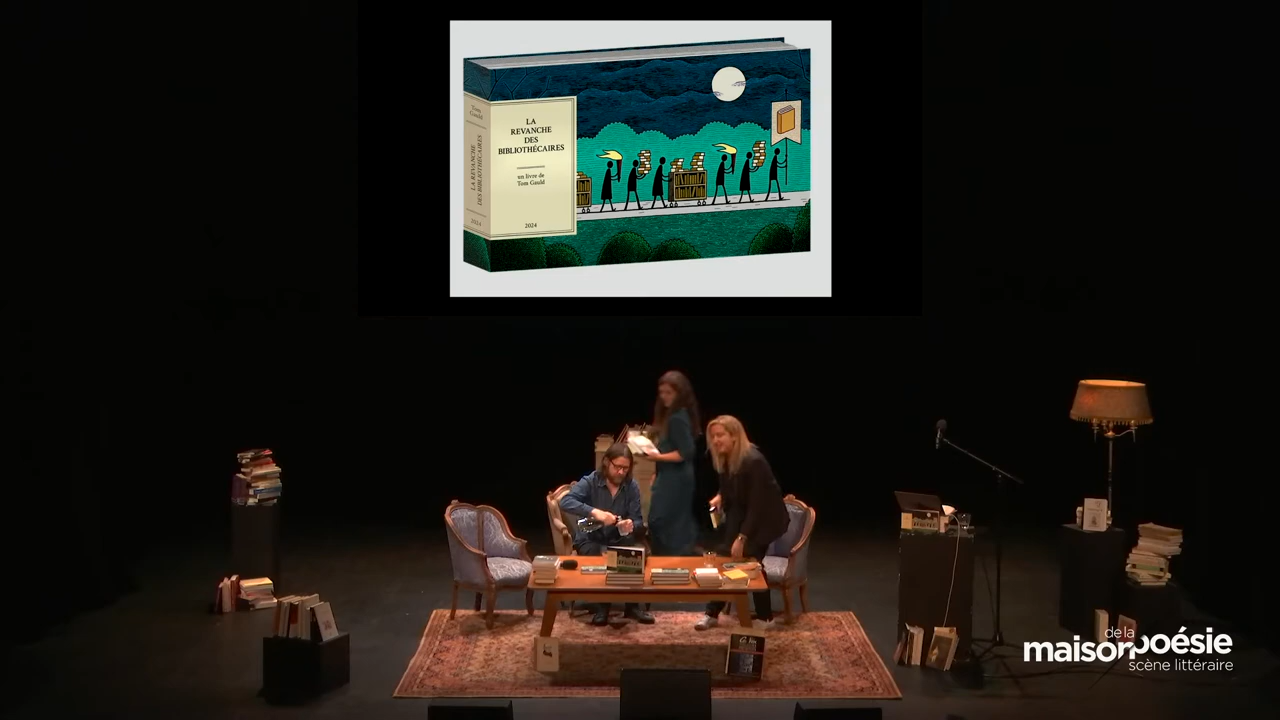 LA
REVANCHE
DES
BIBLIOTHÉCAIRES
un livre de
Tom Gauld
2024
Tom
Gauld
LA REVANCHE
DES BIBLIOTHÉCAIRES
2024
de la
maison poésie
scène littéraire